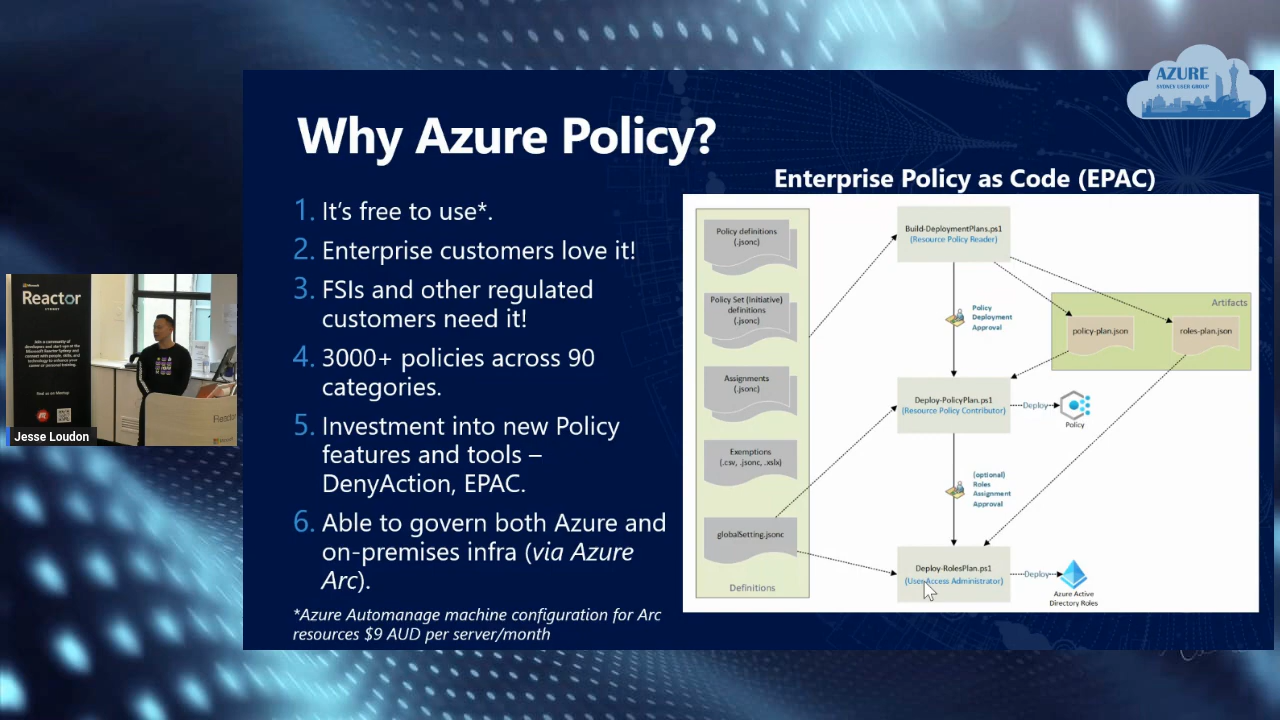 AZURE
SYDNEY USER GROUP
Why Azure Policy?
1. It's free to use*.
2. Enterprise customers love it!
3. FSIs and other regulated
customers need it!
4. 3000+ policies across 90
categories.
5. Investment into new Policy
features and tools –
DenyAction, EPAC.
6. Able to govern both Azure and
on-premises infra (via Azure
Arc).
*Azure Automanage machine configuration for Arc
resources $9 AUD per server/month
Enterprise Policy as Code (EPAC)
Policy definitions
(.jsonc)
Policy Set (Initiative)
definitions
(.jsonc)
Assignments
(.jsonc)
Exemptions
(.csv, .jsonc, .xslx)
globalSetting.jsonc
Definitions
Build-DeploymentPlans.ps1
(Resource Policy Reader)
Policy
Deployment
Approval
Artifacts
policy-plan.json
roles-plan.json
Deploy-PolicyPlan.ps1
(Resource Policy Contributor)
Deploy
Policy
(optional)
Roles
Assignment
Approval
Deploy-RolesPlan.ps1
(User Access Administrator)
Deploy
Azure Active
Directory Roles
Microsoft
Reactor
SYDNEY
Jesse Loudon